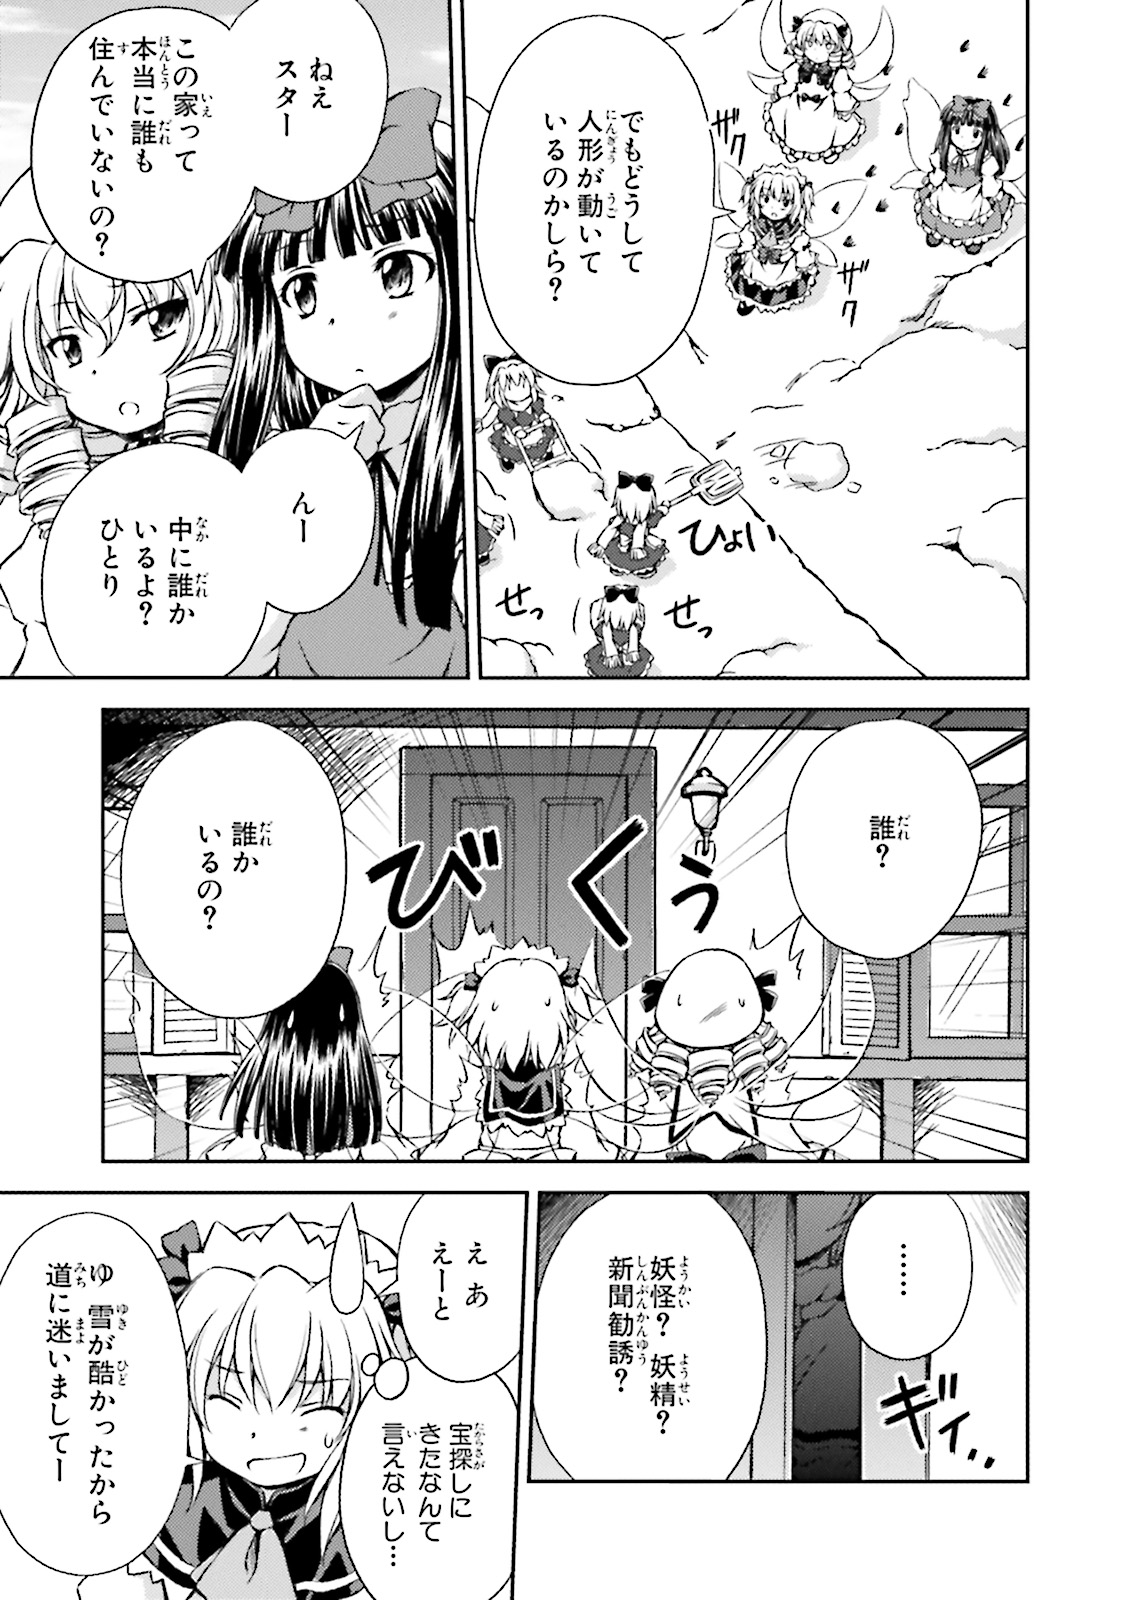 でもどうして
人形が動いて
いるのかしら？
ザク
ザク
ひょい
せっ
せっ
ねえ
スター
この家って
本当に誰も
住んでいないの？
んー
中に誰か
いるよ？
ひとり
誰？
びくぅ
誰か
いるの？
……
ギィ
妖怪？妖精？
新聞勧誘？
え あ
えーと
宝探しに
きたなんて
言えないし…
ゆ 雪が酷かったから
道に迷いましてー